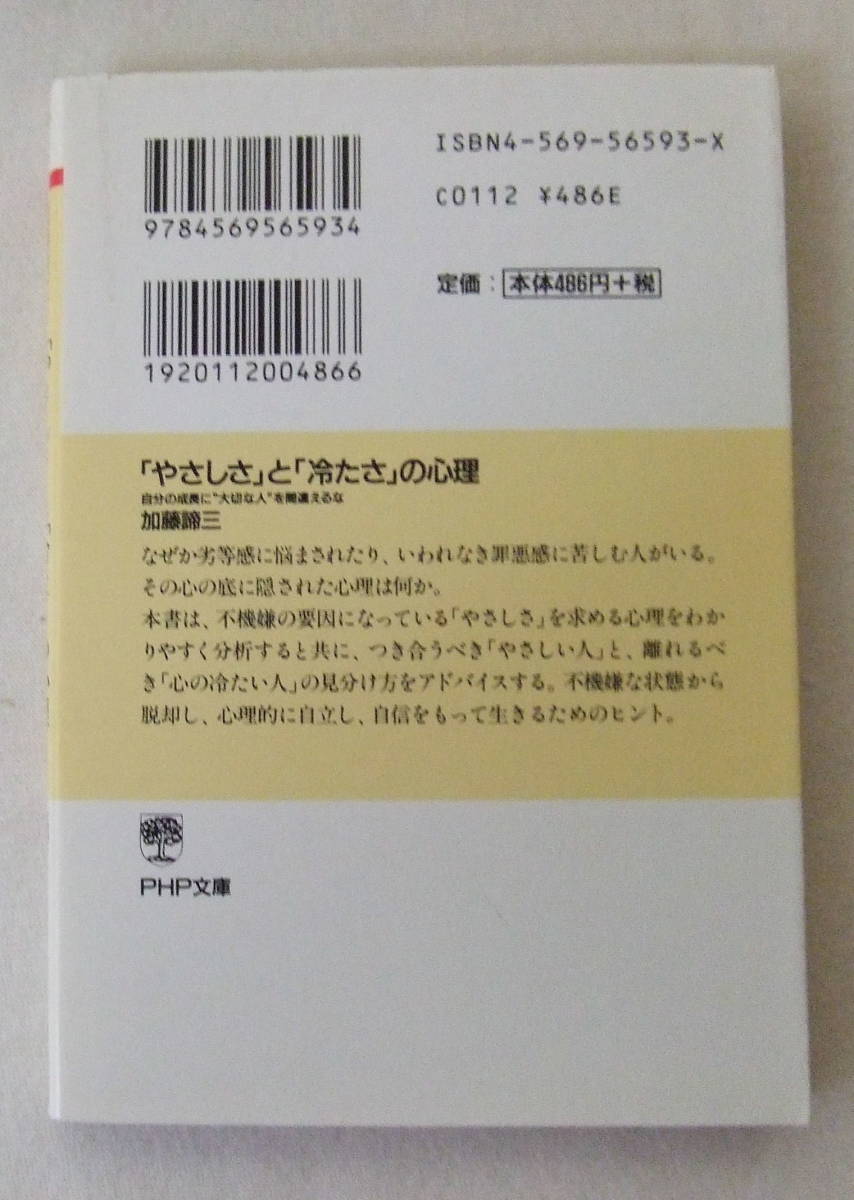 ISBN4-569-56593-X
9784569565934
C0112 ¥486E
定価：本体486円＋税
1920112004866
「やさしさ」と「冷たさ」の心理
自分の成長に“大切な人”を間違えるな
加藤諦三
なぜか劣等感に悩まされたり、いわれなき罪悪感に苦しむ人がいる。
その心の底に隠された心理は何か。
本書は、不機嫌の要因になっている「やさしさ」を求める心理をわか
りやすく分析すると共に、つき合うべき「やさしい人」と、離れるべ
き「心の冷たい人」の見分け方をアドバイスする。不機嫌な状態から
脱却し、心理的に自立し、自信をもって生きるためのヒント。
PHP文庫